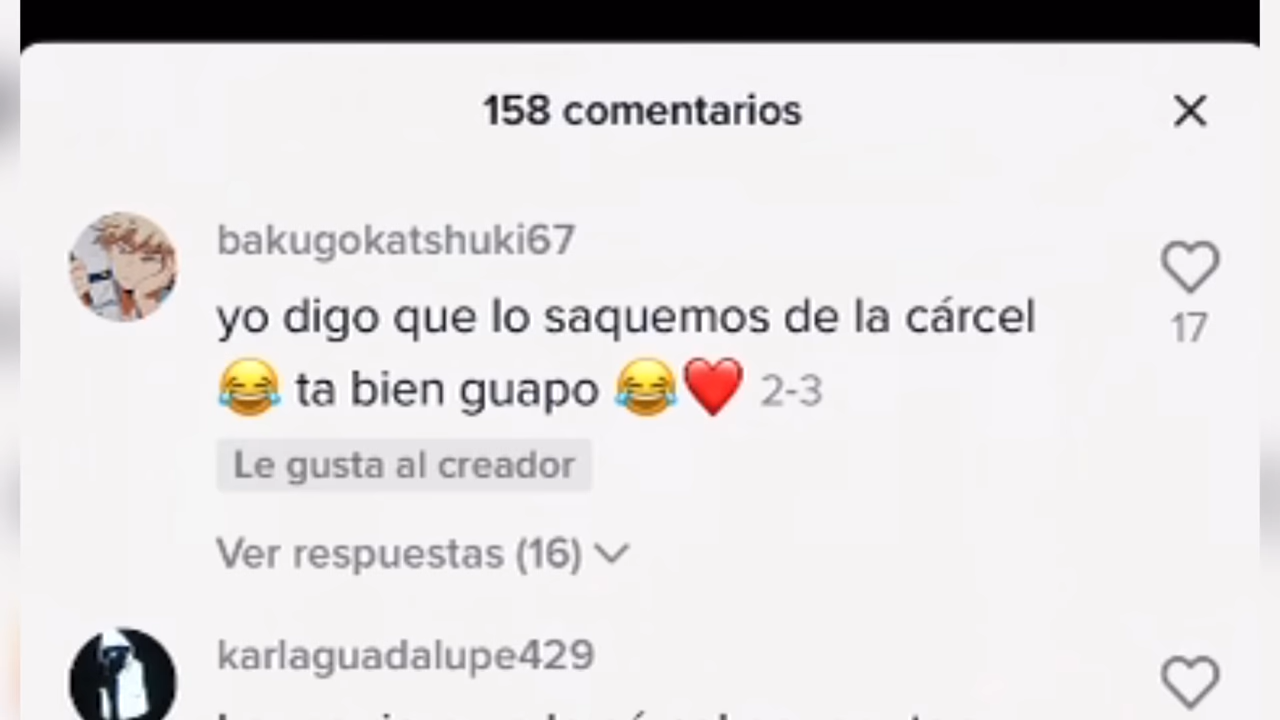 158 comentarios
bakugokatshuki67
yo digo que lo saquemos de la cárcel
😂 ta bien guapo 😂❤️ 2-3
17
Le gusta al creador
Ver respuestas (16)
karlaguadalupe429